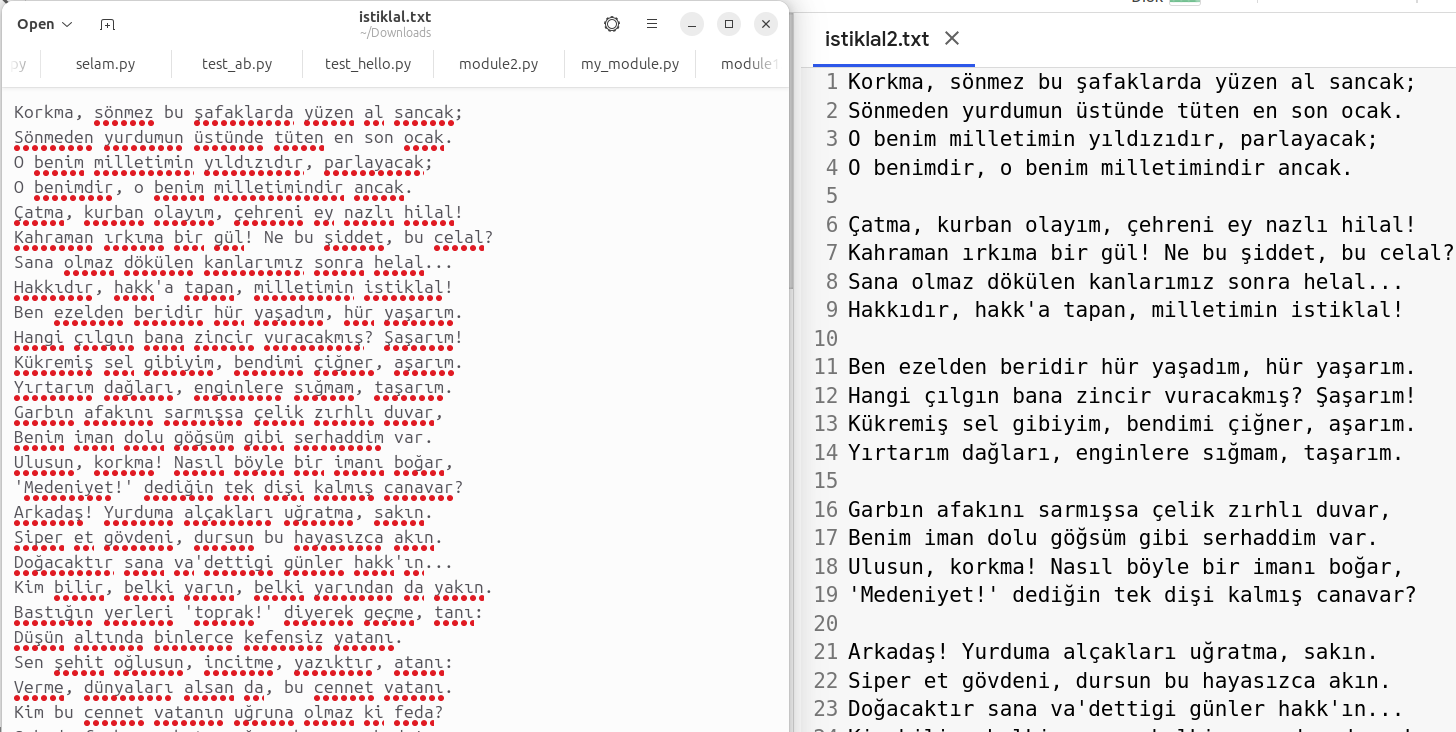 Open
istiklal.txt
~/Downloads
py
selam.py
test_ab.py
test_hello.py
module2.py
my_module.py
module1
Korkma, sönmez bu şafaklarda yüzen al sancak;
Sönmeden yurdumun üstünde tüten en son ocak.
O benim milletimin yıldızıdır, parlayacak;
O benimdir, o benim milletimindir ancak.
Çatma, kurban olayım, çehreni ey nazlı hilal!
Kahraman ırkıma bir gül! Ne bu şiddet, bu celal?
Sana olmaz dökülen kanlarımız sonra helal...
Hakkıdır, hakk'a tapan, milletimin istiklal!
Ben ezelden beridir hür yaşadım, hür yaşarım.
Hangi çılgın bana zincir vuracakmış? Şaşarım!
Kükremiş sel gibiyim, bendimi çiğner, aşarım.
Yırtarım dağları, enginlere sığmam, taşarım.
Garbın afakını sarmışsa çelik zırhlı duvar,
Benim iman dolu göğsüm gibi serhaddim var.
Ulusun, korkma! Nasıl böyle bir imanı boğar,
'Medeniyet!' dediğin tek dişi kalmış canavar?
Arkadaş! Yurduma alçakları uğratma, sakın.
Siper et gövdeni, dursun bu hayasızca akın.
Doğacaktır sana va'dettigi günler hakk'ın...
Kim bilir, belki yarın, belki yarından da yakın.
Bastığın yerleri 'toprak!' diyerek geçme, tanı:
Düşün altında binlerce kefensiz yatanı.
Sen şehit oğlusun, incitme, yazıktır, atanı:
Verme, dünyaları alsan da, bu cennet vatanı.
Kim bu cennet vatanın uğruna olmaz ki feda?
istiklal2.txt
1 Korkma, sönmez bu şafaklarda yüzen al sancak;
2 Sönmeden yurdumun üstünde tüten en son ocak.
3 O benim milletimin yıldızıdır, parlayacak;
4 O benimdir, o benim milletimindir ancak.
5
6 Çatma, kurban olayım, çehreni ey nazlı hilal!
7 Kahraman ırkıma bir gül! Ne bu şiddet, bu celal?
8 Sana olmaz dökülen kanlarımız sonra helal...
9 Hakkıdır, hakk'a tapan, milletimin istiklal!
10
11 Ben ezelden beridir hür yaşadım, hür yaşarım.
12 Hangi çılgın bana zincir vuracakmış? Şaşarım!
13 Kükremiş sel gibiyim, bendimi çiğner, aşarım.
14 Yırtarım dağları, enginlere sığmam, taşarım.
15
16 Garbın afakını sarmışsa çelik zırhlı duvar,
17 Benim iman dolu göğsüm gibi serhaddim var.
18 Ulusun, korkma! Nasıl böyle bir imanı boğar,
19 'Medeniyet!' dediğin tek dişi kalmış canavar?
20
21 Arkadaş! Yurduma alçakları uğratma, sakın.
22 Siper et gövdeni, dursun bu hayasızca akın.
23 Doğacaktır sana va'dettigi günler hakk'ın...